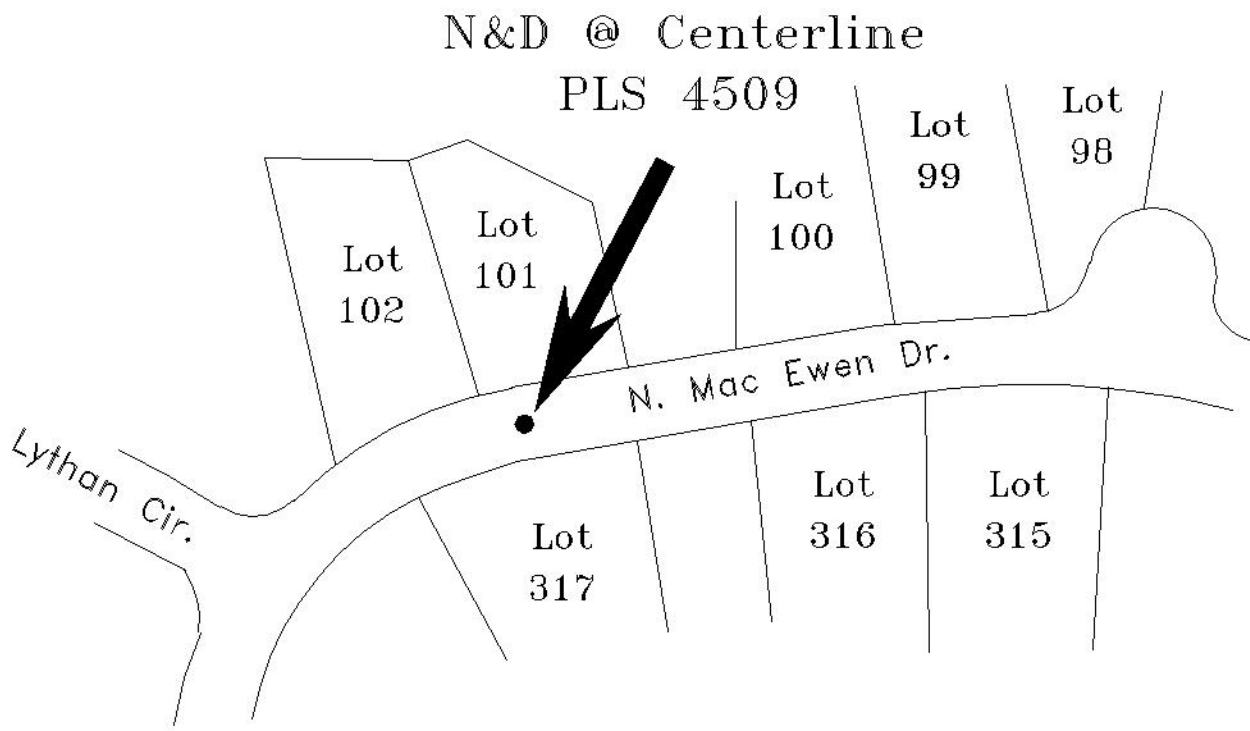 N&D @ Centerline
PLS 4509
Lot
98
Lot
99
Lot
100
Lot
101
Lot
102
N. Mac Ewen Dr.
Lythan Cir.
Lot
317
Lot
316
Lot
315